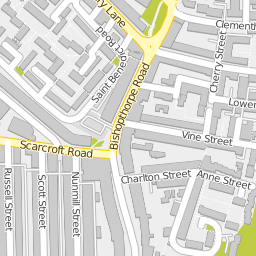 Lane
Clementh
Cherry Street
Benedict Road
Saint
Bishopthorpe Road
Lower
Vine Street
Scarcroft Road
Charlton Street
Anne Street
Russell Street
Scott Street
Nunmill Street